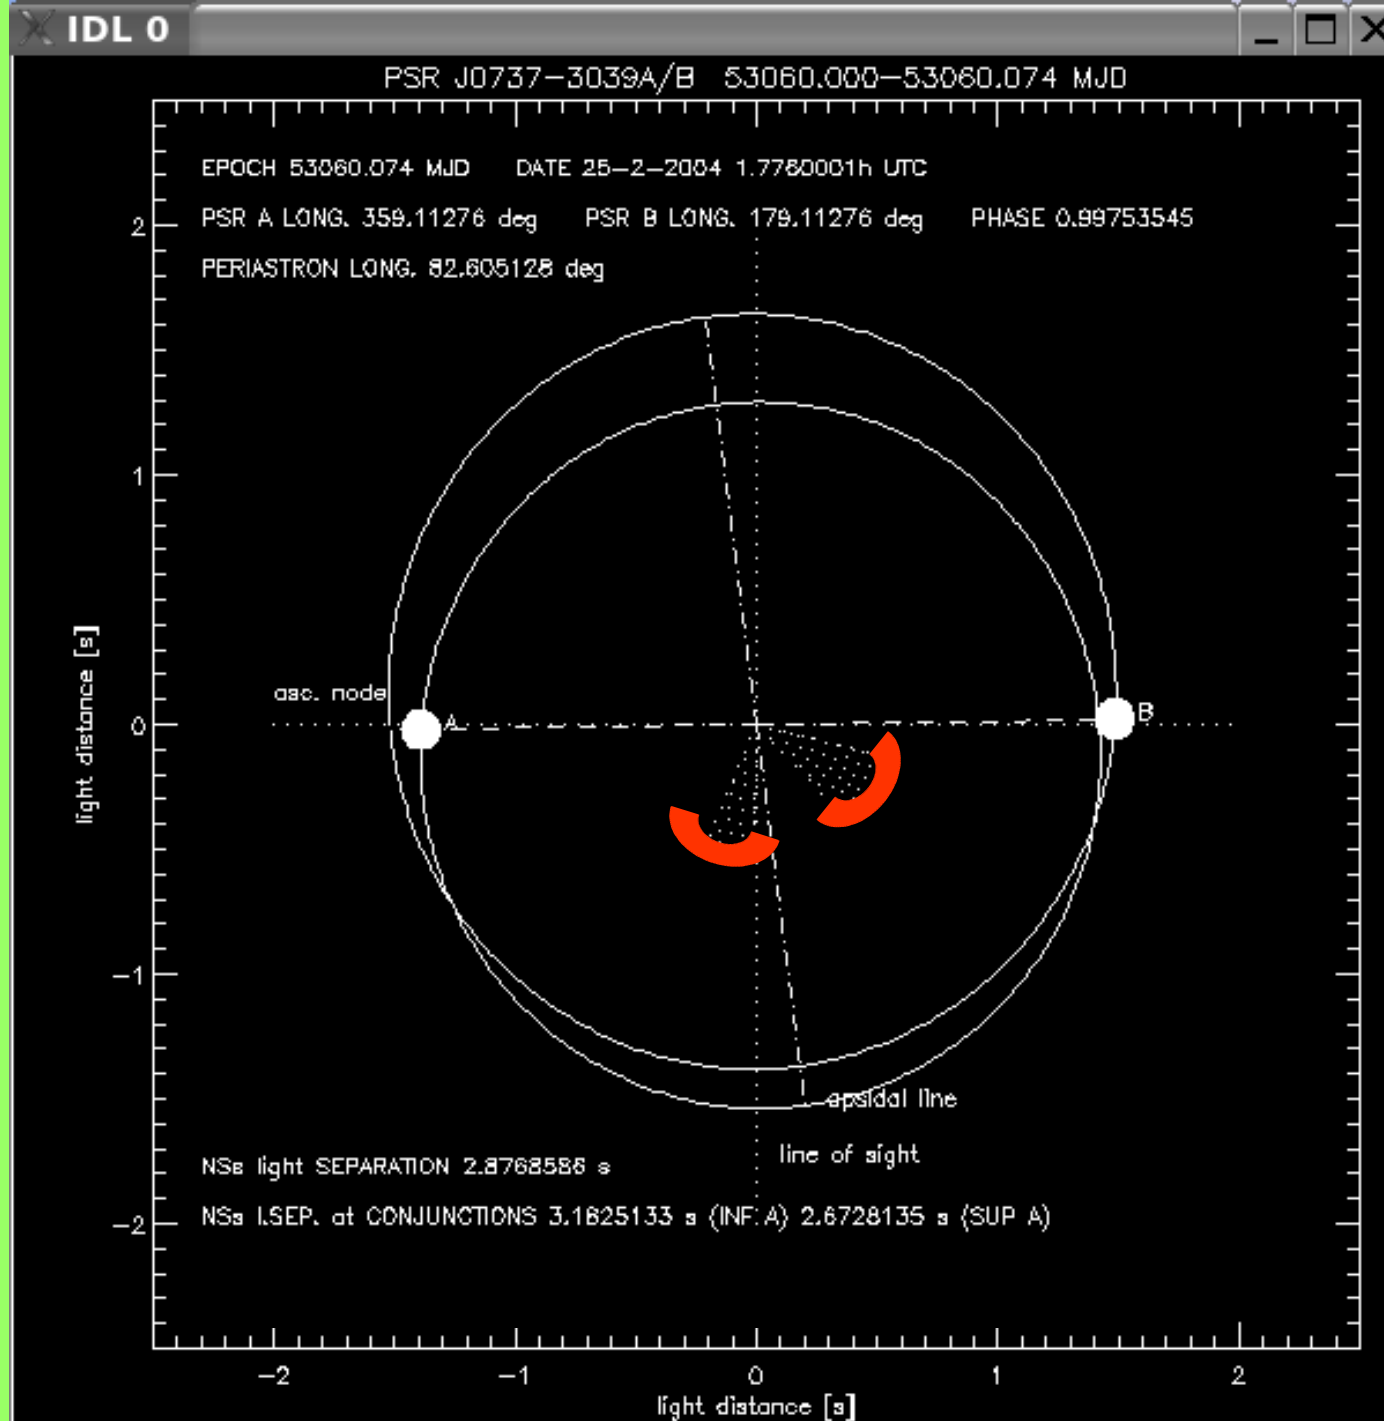 IDL 0
PSR J0737-3039A/B 53060.000-53060.074 MJD
EPOCH 53060.074 MJD DATE 25-2-2004 1.7760001h UTC
PSR A LONG. 359.11276 deg PSR B LONG. 179.11276 deg PHASE 0.99753545
PERIASTRON LONG. 82.605128 deg
2
1
0
-1
-2
light distance [s]
asc. node
A
B
apsidal line
line of sight
NSs light SEPARATION 2.8768586 s
NSs l.SEP. at CONJUNCTIONS 3.1625133 s (INF. A) 2.6728135 s (SUP A)
-2 -1 0 1 2
light distance [s]